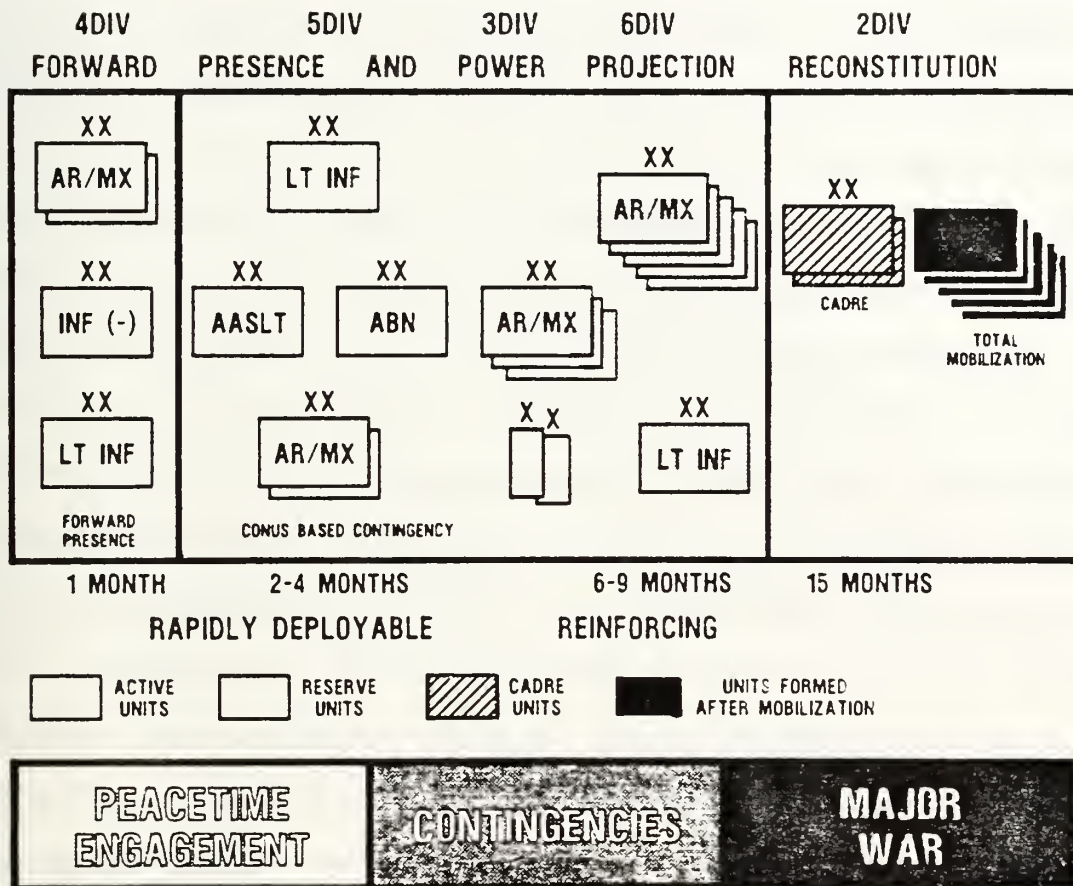 4DIV 5DIV 3DIV 6DIV 2DIV
FORWARD PRESENCE AND POWER PROJECTION RECONSTITUTION
XX XX
AR/MX LT INF
XX
AR/MX
XX
XX XX XX XX
INF (-) AASLT ABN AR/MX
CADRE
TOTAL
MOBILIZATION
XX XX X X XX
LT INF AR/MX LT INF
FORWARD
PRESENCE
CONUS BASED CONTINGENCY
1 MONTH 2-4 MONTHS 6-9 MONTHS 15 MONTHS
RAPIDLY DEPLOYABLE REINFORCING
ACTIVE
UNITS
RESERVE
UNITS
CADRE
UNITS
UNITS FORMED
AFTER MOBILIZATION
PEACETIME
ENGAGEMENT
CONTINGENCIES
MAJOR
WAR